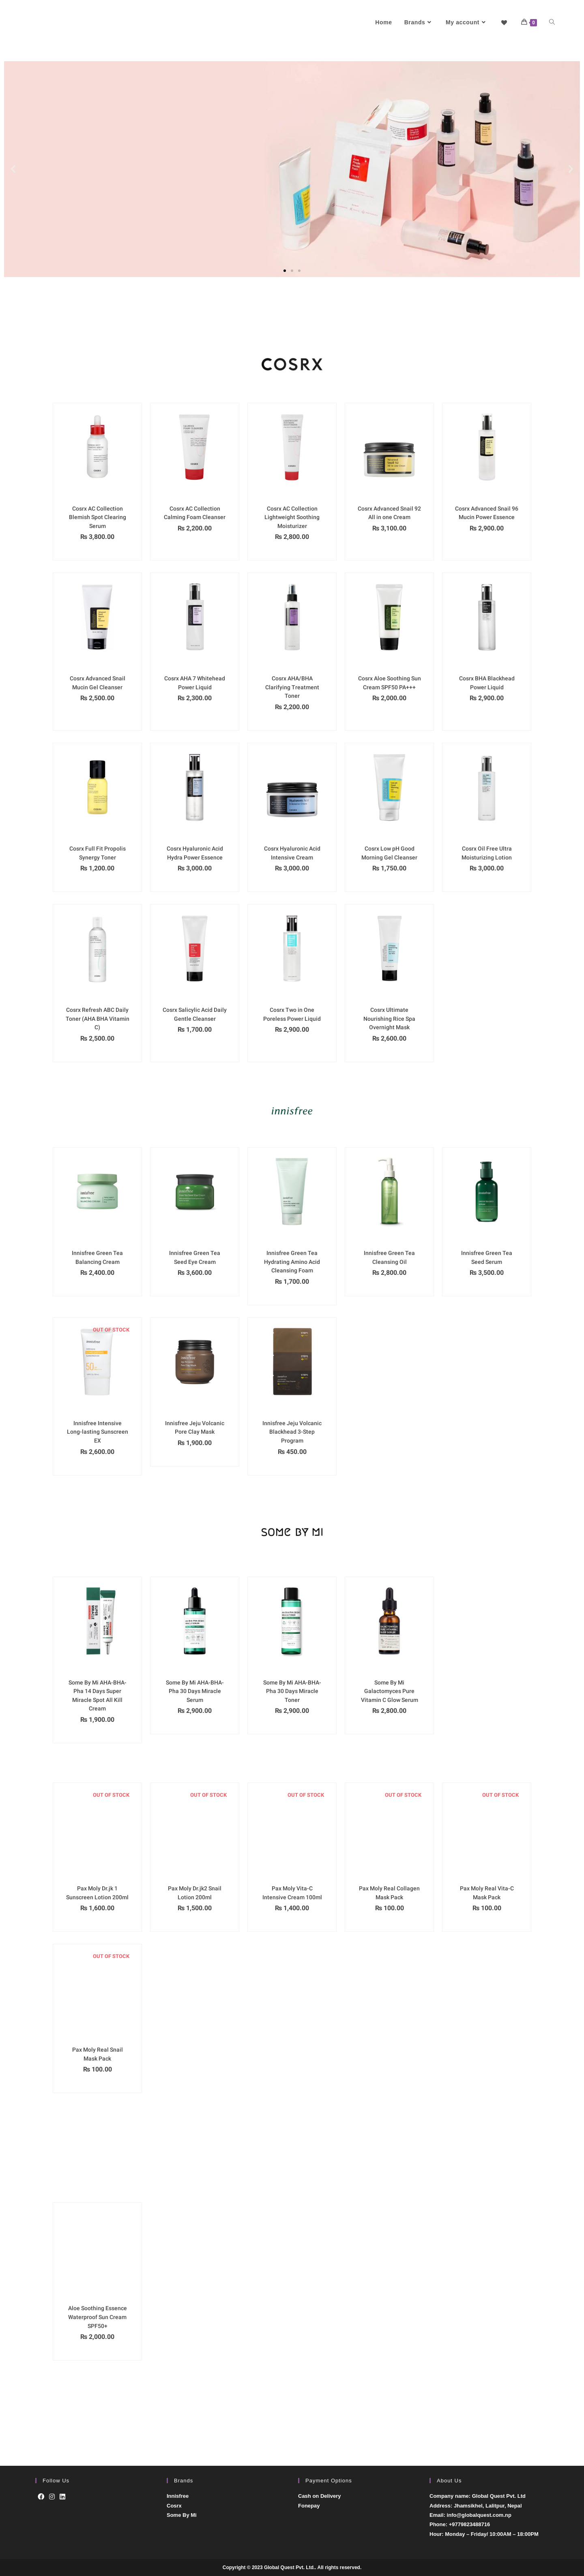 Home
Brands
My account
0
COSRX
Cosrx AC Collection
Blemish Spot Clearing
Serum
₨ 3,800.00
Cosrx AC Collection
Calming Foam Cleanser
₨ 2,200.00
Cosrx AC Collection
Lightweight Soothing
Moisturizer
₨ 2,800.00
Cosrx Advanced Snail 92
All in one Cream
₨ 3,100.00
Cosrx Advanced Snail 96
Mucin Power Essence
₨ 2,900.00
Cosrx Advanced Snail
Mucin Gel Cleanser
₨ 2,500.00
Cosrx AHA 7 Whitehead
Power Liquid
₨ 2,300.00
Cosrx AHA/BHA
Clarifying Treatment
Toner
₨ 2,200.00
Cosrx Aloe Soothing Sun
Cream SPF50 PA+++
₨ 2,000.00
Cosrx BHA Blackhead
Power Liquid
₨ 2,900.00
Cosrx Full Fit Propolis
Synergy Toner
₨ 1,200.00
Cosrx Hyaluronic Acid
Hydra Power Essence
₨ 3,000.00
Cosrx Hyaluronic Acid
Intensive Cream
₨ 3,000.00
Cosrx Low pH Good
Morning Gel Cleanser
₨ 1,750.00
Cosrx Oil Free Ultra
Moisturizing Lotion
₨ 3,000.00
Cosrx Refresh ABC Daily
Toner (AHA BHA Vitamin
C)
₨ 2,500.00
Cosrx Salicylic Acid Daily
Gentle Cleanser
₨ 1,700.00
Cosrx Two in One
Poreless Power Liquid
₨ 2,900.00
Cosrx Ultimate
Nourishing Rice Spa
Overnight Mask
₨ 2,600.00
innisfree
Innisfree Green Tea
Balancing Cream
₨ 2,400.00
Innisfree Green Tea
Seed Eye Cream
₨ 3,600.00
Innisfree Green Tea
Hydrating Amino Acid
Cleansing Foam
₨ 1,700.00
Innisfree Green Tea
Cleansing Oil
₨ 2,800.00
Innisfree Green Tea
Seed Serum
₨ 3,500.00
OUT OF STOCK
Innisfree Intensive
Long-lasting Sunscreen
EX
₨ 2,600.00
Innisfree Jeju Volcanic
Pore Clay Mask
₨ 1,900.00
Innisfree Jeju Volcanic
Blackhead 3-Step
Program
₨ 450.00
SOME BY MI
Some By Mi AHA-BHA-
Pha 14 Days Super
Miracle Spot All Kill
Cream
₨ 1,900.00
Some By Mi AHA-BHA-
Pha 30 Days Miracle
Serum
₨ 2,900.00
Some By Mi AHA-BHA-
Pha 30 Days Miracle
Toner
₨ 2,900.00
Some By Mi
Galactomyces Pure
Vitamin C Glow Serum
₨ 2,800.00
OUT OF STOCK
Pax Moly Dr.jk 1
Sunscreen Lotion 200ml
₨ 1,600.00
OUT OF STOCK
Pax Moly Dr.jk2 Snail
Lotion 200ml
₨ 1,500.00
OUT OF STOCK
Pax Moly Vita-C
Intensive Cream 100ml
₨ 1,400.00
OUT OF STOCK
Pax Moly Real Collagen
Mask Pack
₨ 100.00
OUT OF STOCK
Pax Moly Real Vita-C
Mask Pack
₨ 100.00
OUT OF STOCK
Pax Moly Real Snail
Mask Pack
₨ 100.00
Aloe Soothing Essence
Waterproof Sun Cream
SPF50+
₨ 2,000.00
Follow Us
Brands
Innisfree
Cosrx
Some By Mi
Payment Options
Cash on Delivery
Fonepay
About Us
Company name: Global Quest Pvt. Ltd
Address: Jhamsikhel, Lalitpur, Nepal
Email: info@globalquest.com.np
Phone: +9779823488716
Hour: Monday – Friday/ 10:00AM – 18:00PM
Copyright © 2023 Global Quest Pvt. Ltd.. All rights reserved.